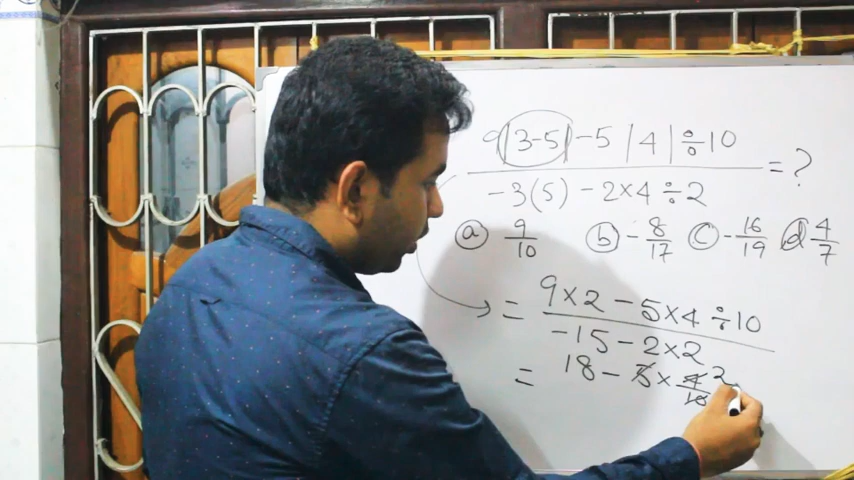 9|3-5|-5|4|÷10
-3(5)-2×4÷2 = ?
ⓐ 9/10 ⓑ -8/17 ⓒ -16/19 ⓓ 4/7
= 9×2-5×4÷10
-15-2×2
= 18-5×4/10 2